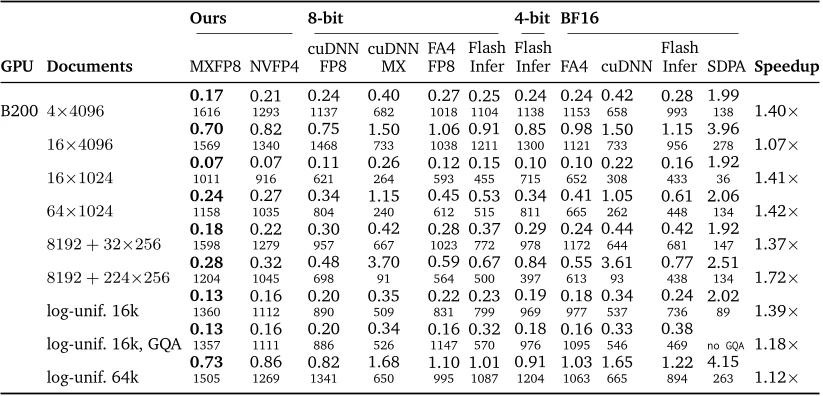 Ours 8-bit 4-bit BF16
cuDNN cuDNN FA4 Flash Flash Flash
GPU Documents MXFP8 NVFP4 FP8 MX FP8 Infer Infer FA4 cuDNN Infer SDPA Speedup
0.17 0.21 0.24 0.40 0.27 0.25 0.24 0.24 0.42 0.28 1.99
B200 4×4096 1616 1293 1137 682 1018 1104 1138 1153 658 993 138 1.40×
0.70 0.82 0.75 1.50 1.06 0.91 0.85 0.98 1.50 1.15 3.96
16×4096 1569 1340 1468 733 1038 1211 1300 1121 733 956 278 1.07×
0.07 0.07 0.11 0.26 0.12 0.15 0.10 0.10 0.22 0.16 1.92
16×1024 1011 916 621 264 593 455 715 652 308 433 36 1.41×
0.24 0.27 0.34 1.15 0.45 0.53 0.34 0.41 1.05 0.61 2.06
64×1024 1158 1035 804 240 612 515 811 665 262 448 134 1.42×
0.18 0.22 0.30 0.42 0.28 0.37 0.29 0.24 0.44 0.42 1.92
8192 + 32×256 1598 1279 957 667 1023 772 978 1172 644 681 147 1.37×
0.28 0.32 0.48 3.70 0.59 0.67 0.84 0.55 3.61 0.77 2.51
8192 + 224×256 1204 1045 698 91 564 500 397 613 93 438 134 1.72×
0.13 0.16 0.20 0.35 0.22 0.23 0.19 0.18 0.34 0.24 2.02
log-unif. 16k 1360 1112 890 509 831 799 969 977 537 736 89 1.39×
0.13 0.16 0.20 0.34 0.16 0.32 0.18 0.16 0.33 0.38
log-unif. 16k, GQA 1357 1111 886 526 1147 570 976 1095 546 469 no GQA 1.18×
0.73 0.86 0.82 1.68 1.10 1.01 0.91 1.03 1.65 1.22 4.15
log-unif. 64k 1505 1269 1341 650 995 1087 1204 1063 665 894 263 1.12×